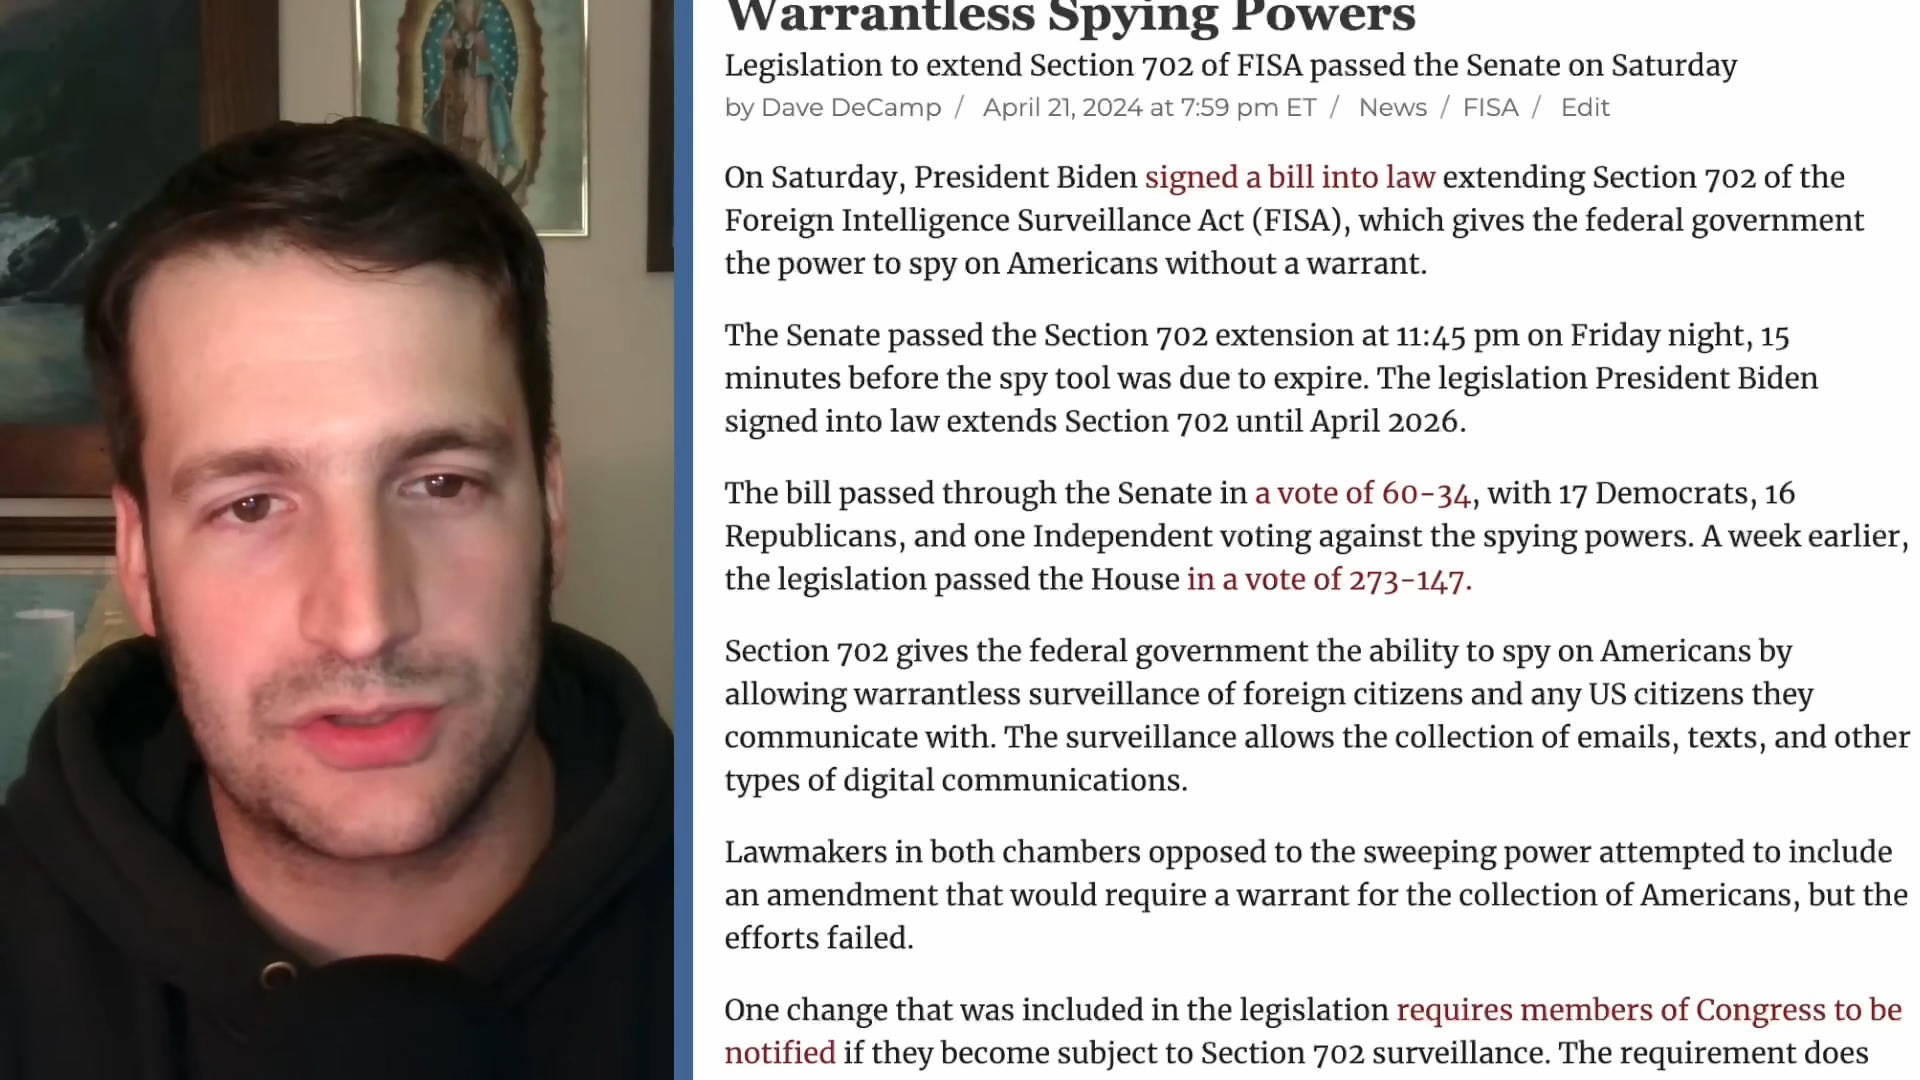 Warrantless Spying Powers
Legislation to extend Section 702 of FISA passed the Senate on Saturday
by Dave DeCamp / April 21, 2024 at 7:59 pm ET / News / FISA / Edit
On Saturday, President Biden signed a bill into law extending Section 702 of the
Foreign Intelligence Surveillance Act (FISA), which gives the federal government
the power to spy on Americans without a warrant.
The Senate passed the Section 702 extension at 11:45 pm on Friday night, 15
minutes before the spy tool was due to expire. The legislation President Biden
signed into law extends Section 702 until April 2026.
The bill passed through the Senate in a vote of 60-34, with 17 Democrats, 16
Republicans, and one Independent voting against the spying powers. A week earlier,
the legislation passed the House in a vote of 273-147.
Section 702 gives the federal government the ability to spy on Americans by
allowing warrantless surveillance of foreign citizens and any US citizens they
communicate with. The surveillance allows the collection of emails, texts, and other
types of digital communications.
Lawmakers in both chambers opposed to the sweeping power attempted to include
an amendment that would require a warrant for the collection of Americans, but the
efforts failed.
One change that was included in the legislation requires members of Congress to be
notified if they become subject to Section 702 surveillance. The requirement does